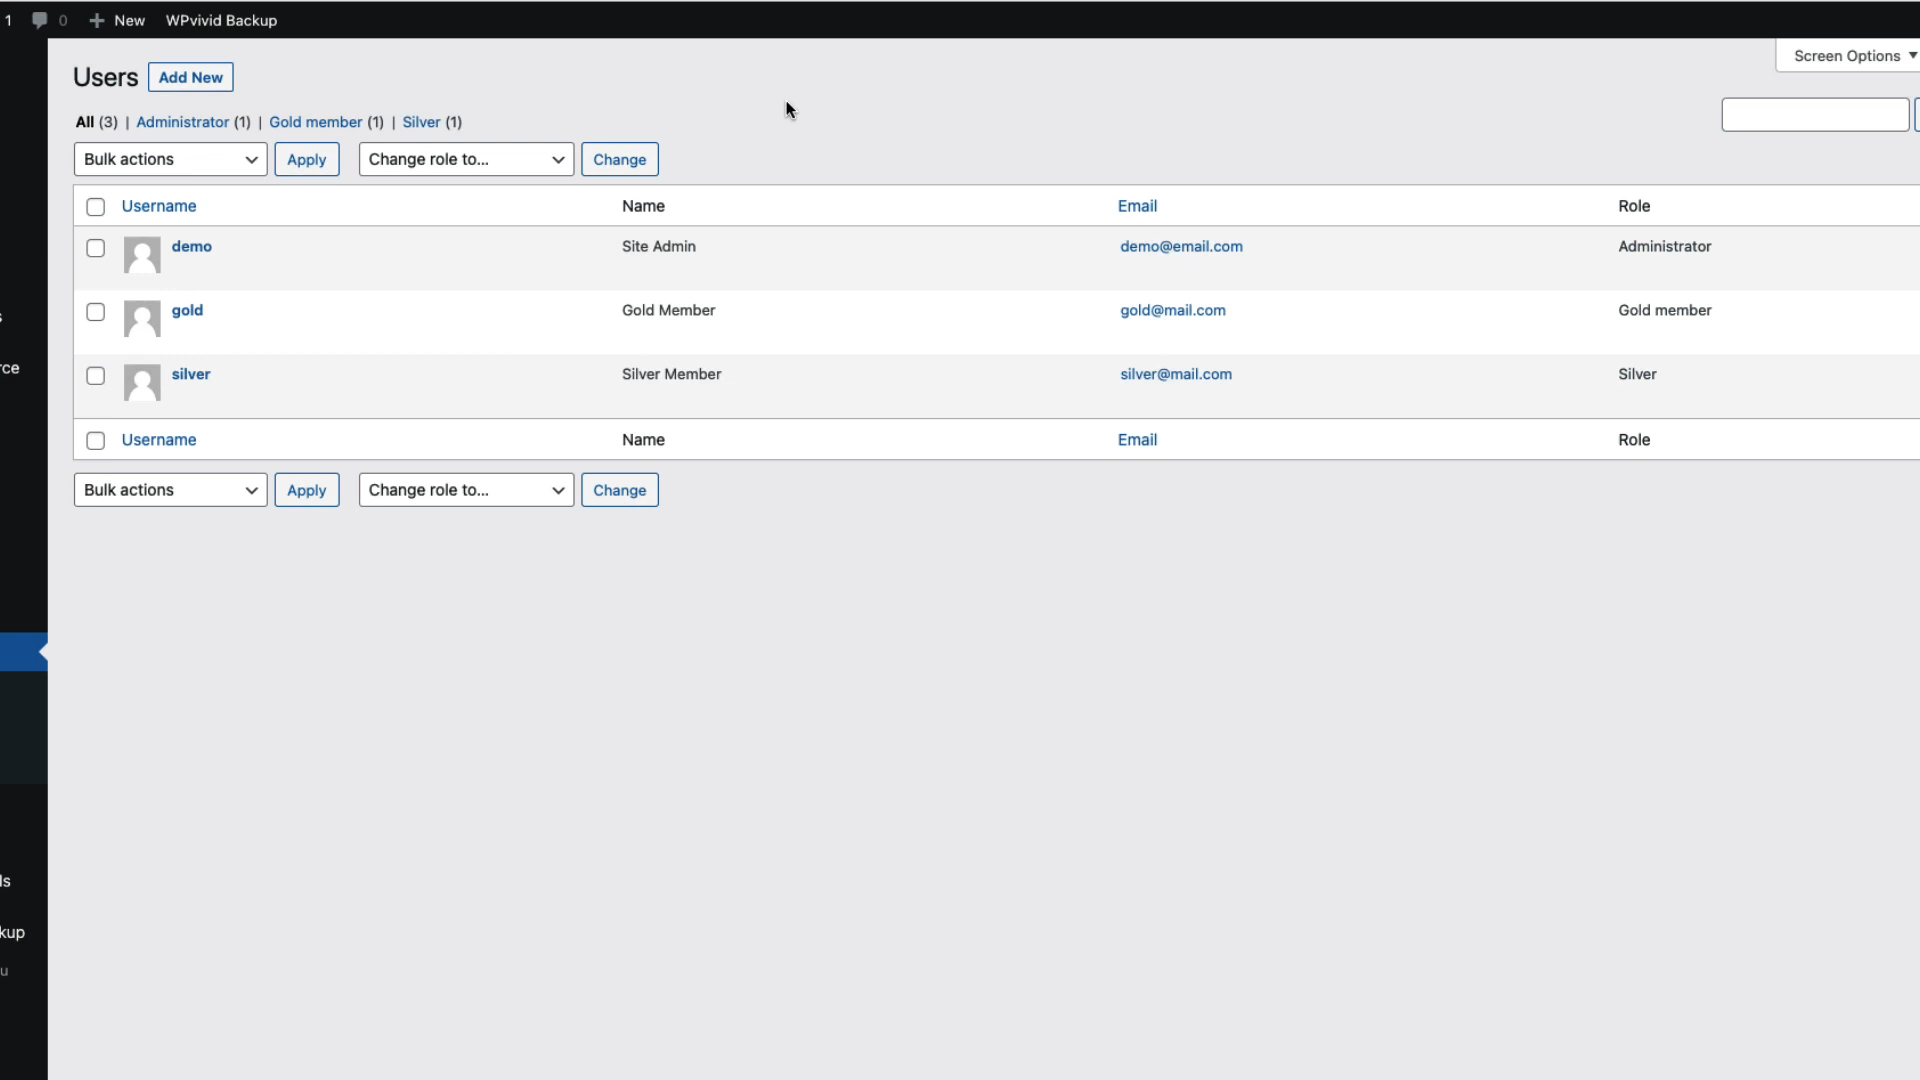 1 0 New WPvivid Backup
Screen Options
Users Add New
All (3) | Administrator (1) | Gold member (1) | Silver (1)
Bulk actions Apply Change role to... Change
Username Name Email Role
demo Site Admin demo@email.com Administrator
gold Gold Member gold@mail.com Gold member
rce
silver Silver Member silver@mail.com Silver
Username Name Email Role
Bulk actions Apply Change role to... Change
ls
kup
u